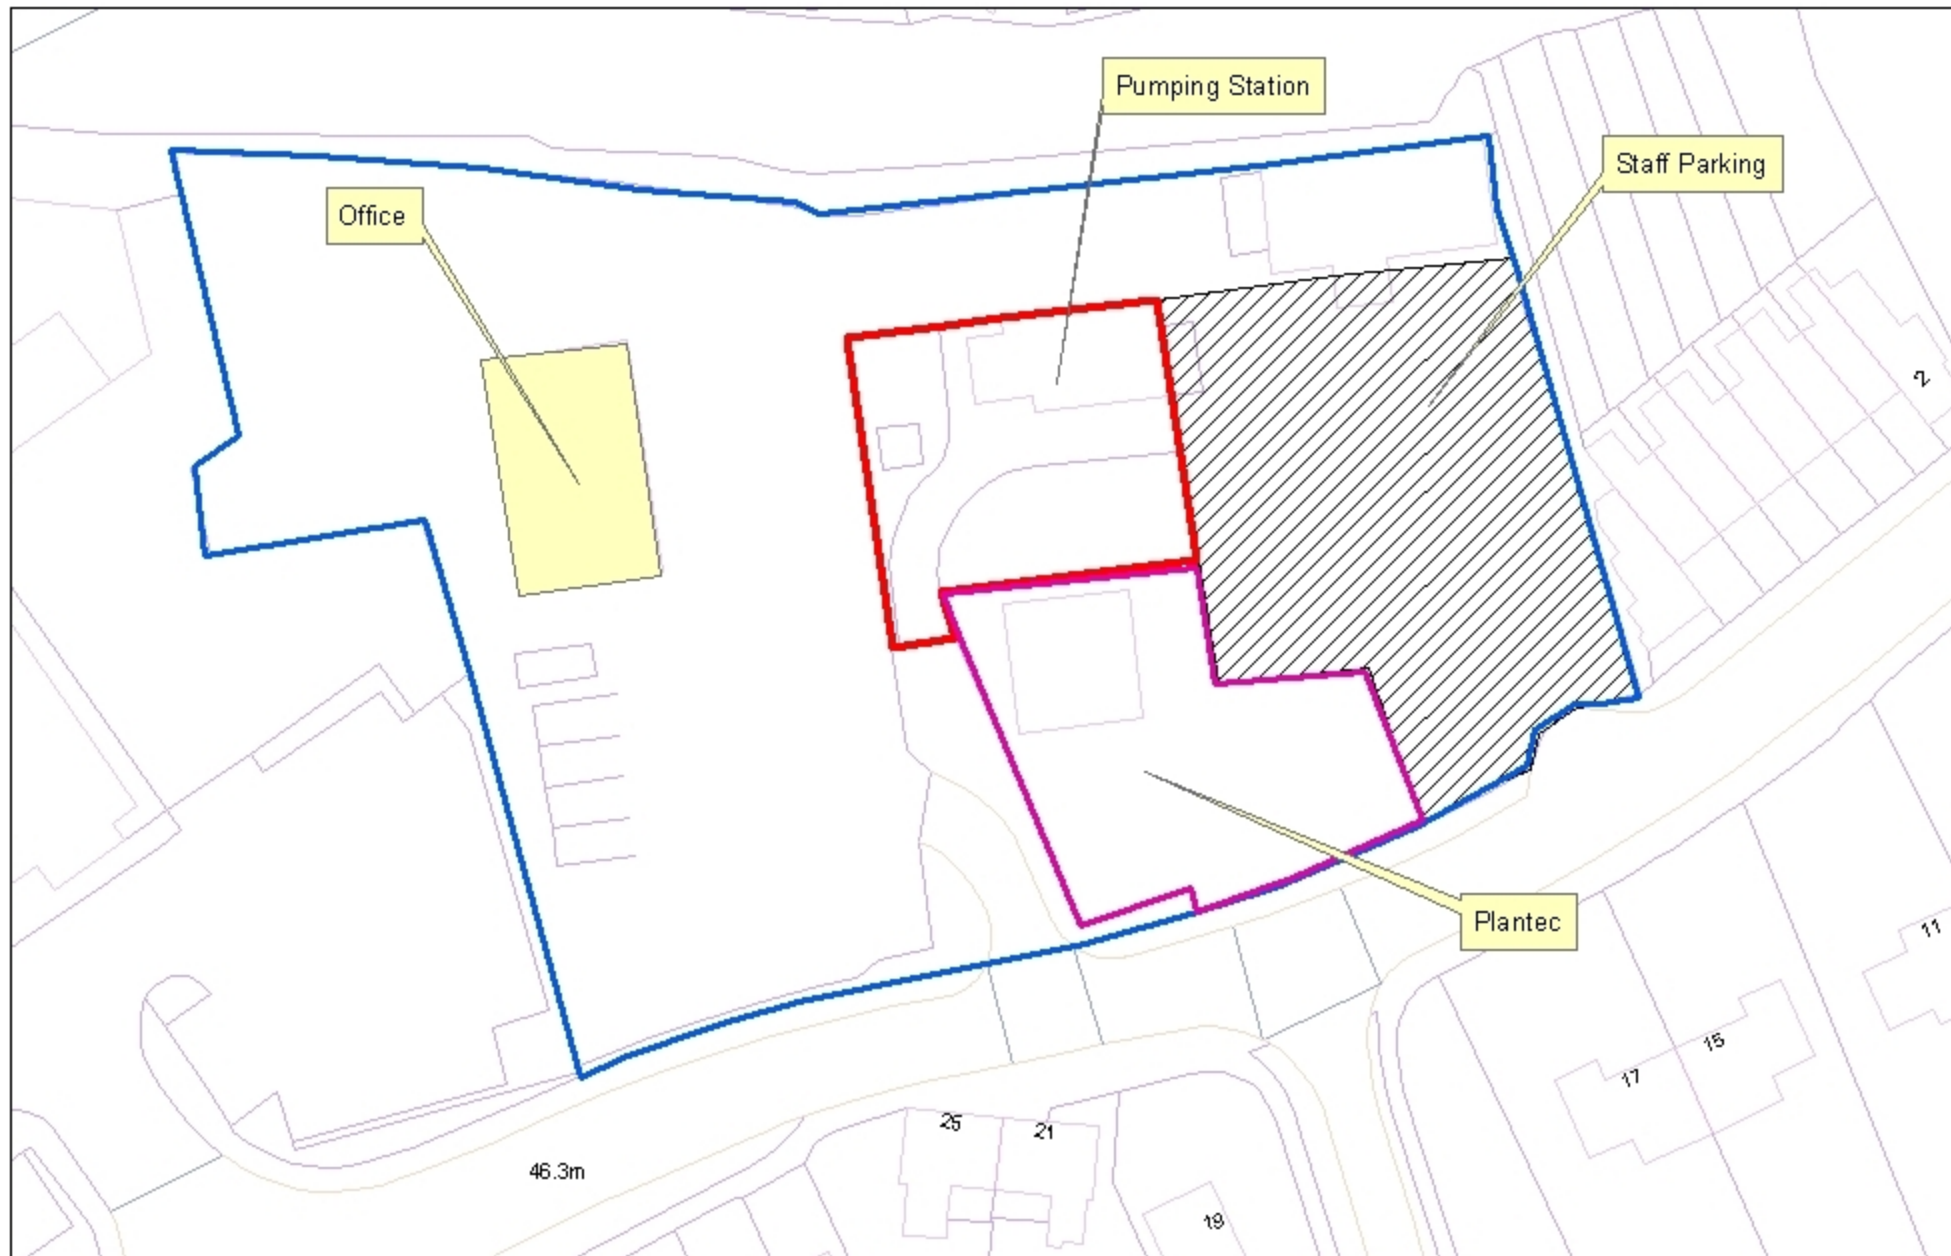 Pumping Station
Staff Parking
Office
2
Plantec
11
15
17
25
21
46.3m
19